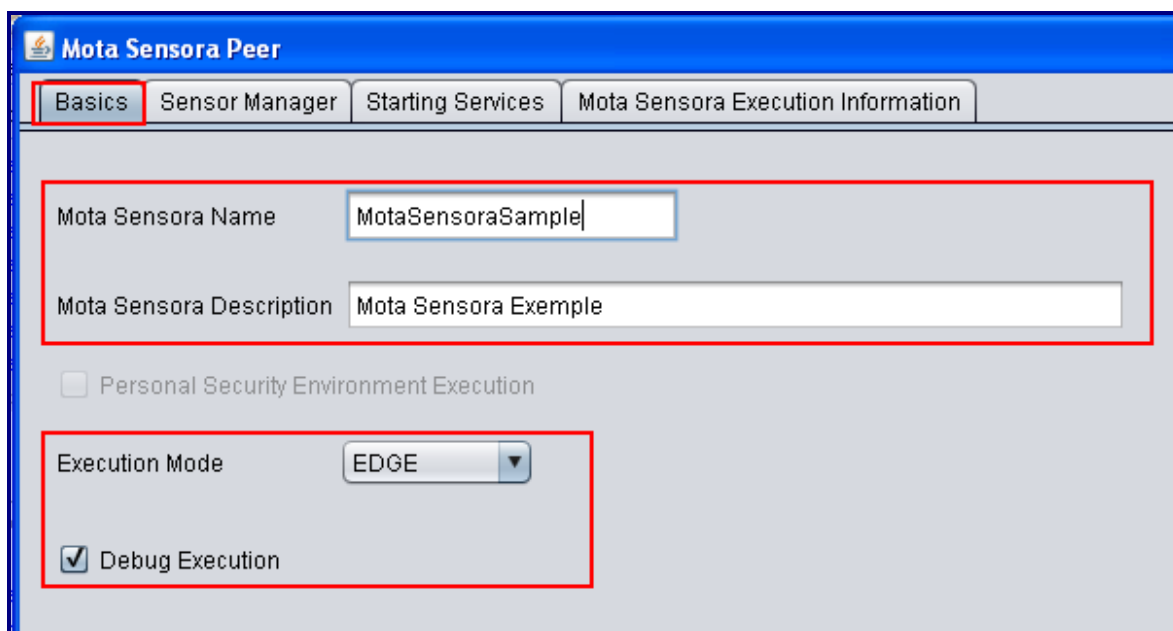 Mota Sensora Peer
Basics Sensor Manager Starting Services Mota Sensora Execution Information
Mota Sensora Name MotaSensoraSample
Mota Sensora Description Mota Sensora Exemple
Personal Security Environment Execution
Execution Mode EDGE
Debug Execution